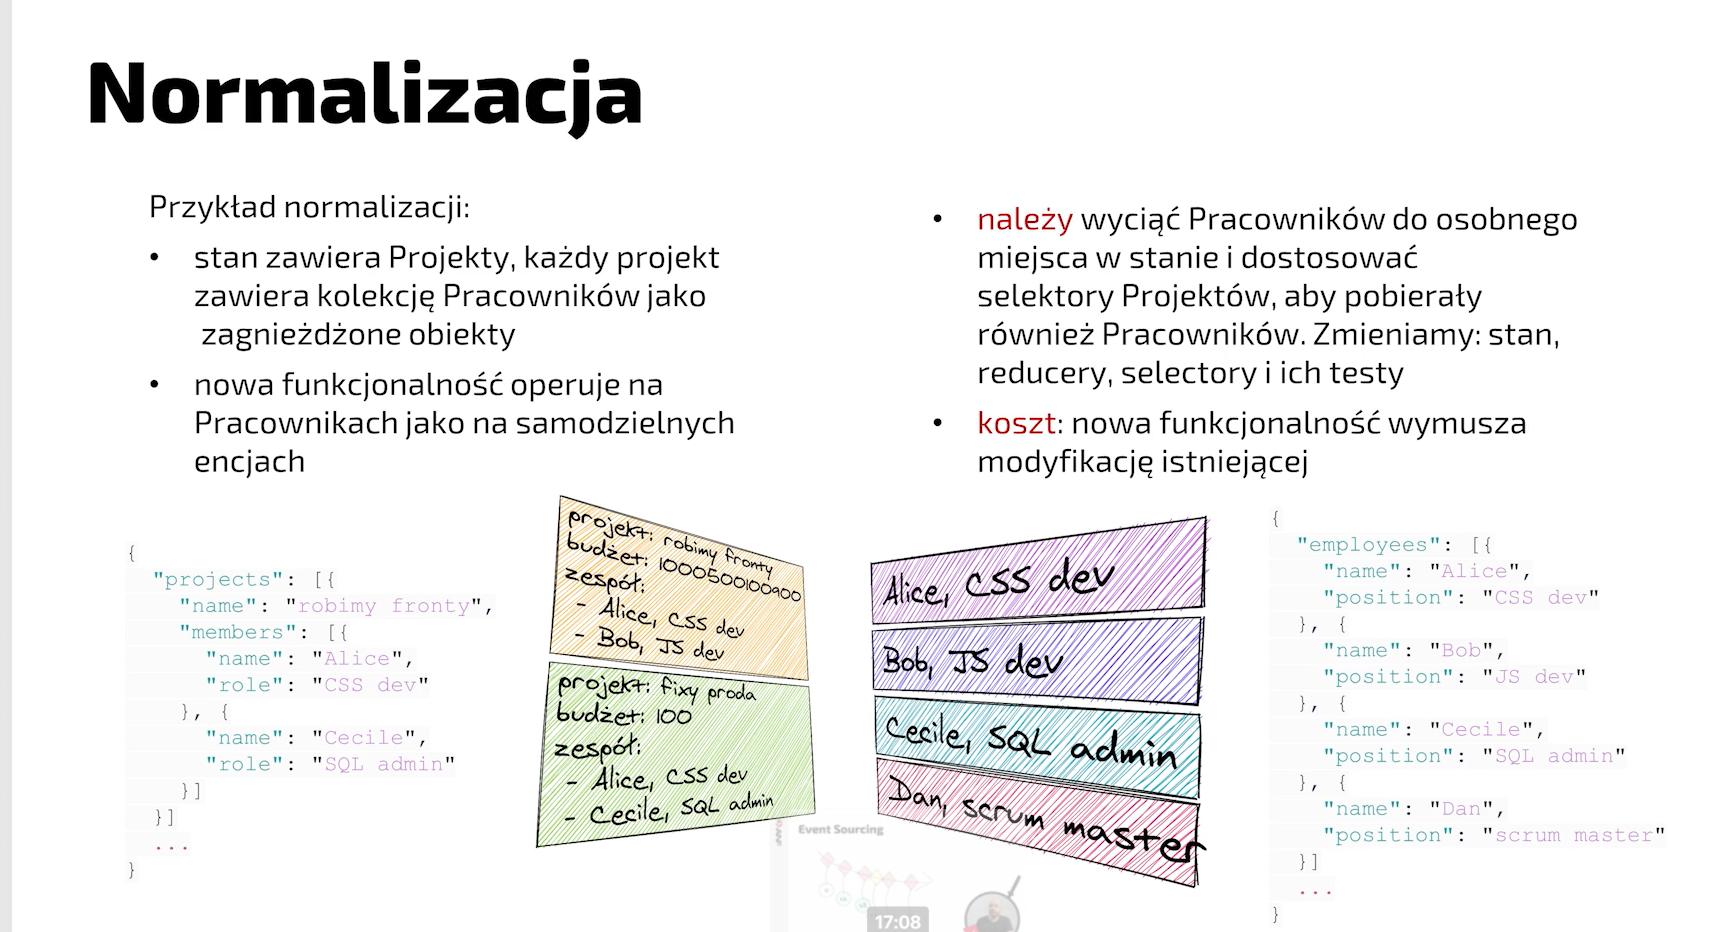 Normalizacja
Przykład normalizacji:
• stan zawiera Projekty, każdy projekt
zawiera kolekcję Pracowników jako
zagnieżdżone obiekty
• nowa funkcjonalność operuje na
Pracownikach jako na samodzielnych
encjach
• należy wyciąć Pracowników do osobnego
miejsca w stanie i dostosować
selektory Projektów, aby pobierały
również Pracowników. Zmieniamy: stan,
reducery, selectory i ich testy
• koszt: nowa funkcjonalność wymusza
modyfikację istniejącej
{
"projects": [{
"name": "robimy fronty",
"members": [{
"name": "Alice",
"role": "CSS dev"
}, {
"name": "Cecile",
"role": "SQL admin"
}]
}]
...
}
projekt: robimy fronty
budżet: 1000500100900
zespół:
- Alice, CSS dev
- Bob, JS dev
projekt: fixy proda
budżet: 100
zespół:
- Alice, CSS dev
- Cecile, SQL admin
Alice, CSS dev
Bob, JS dev
Cecile, SQL admin
Dan, scrum master
{
"employees": [{
"name": "Alice",
"position": "CSS dev"
}, {
"name": "Bob",
"position": "JS dev"
}, {
"name": "Cecile",
"position": "SQL admin"
}, {
"name": "Dan",
"position": "scrum master"
}]
...
}
Event Sourcing
17:08